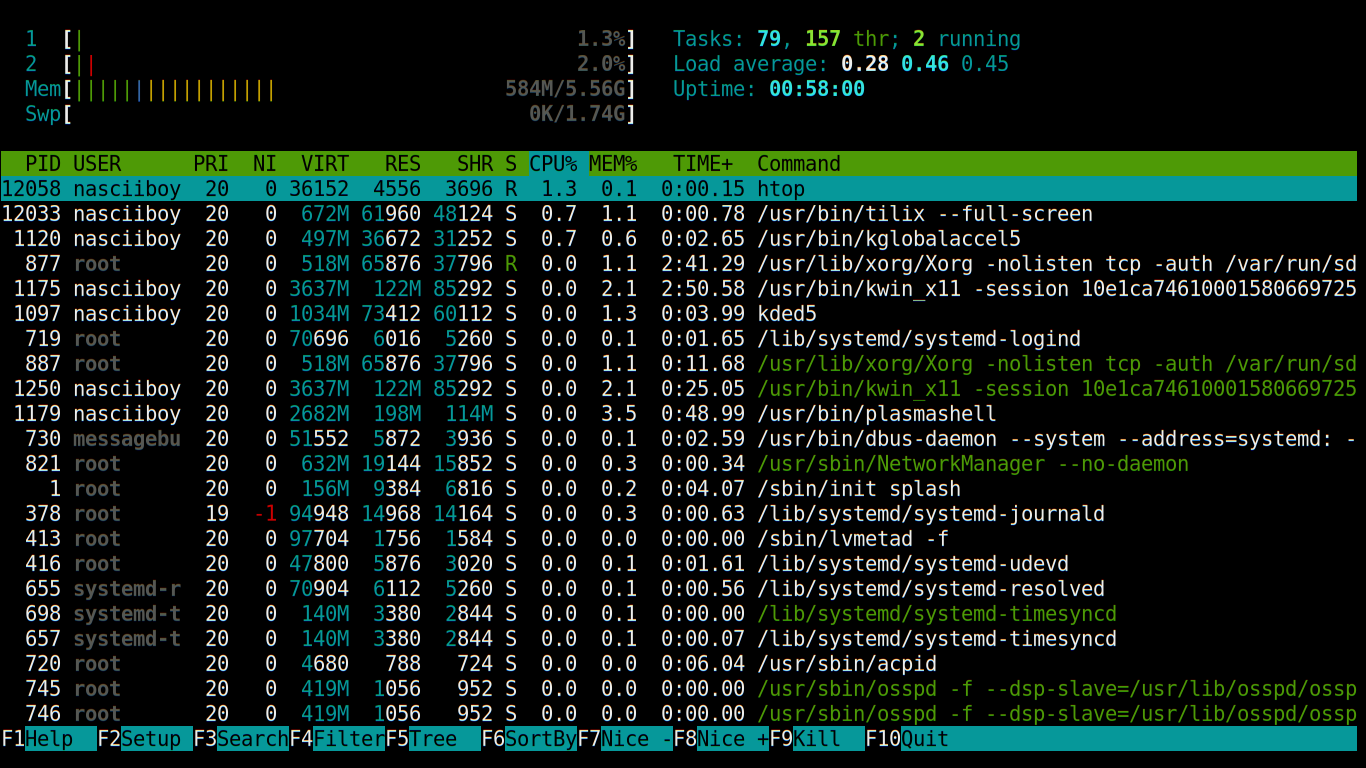 1 [| 1.3%] Tasks: 79, 157 thr; 2 running
2 [|| 2.0%] Load average: 0.28 0.46 0.45
Mem[||||||||||||||||| 584M/5.56G] Uptime: 00:58:00
Swp[ 0K/1.74G]
PID USER PRI NI VIRT RES SHR S CPU% MEM% TIME+ Command
12058 nasciiboy 20 0 36152 4556 3696 R 1.3 0.1 0:00.15 htop
12033 nasciiboy 20 0 672M 61960 48124 S 0.7 1.1 0:00.78 /usr/bin/tilix --full-screen
1120 nasciiboy 20 0 497M 36672 31252 S 0.7 0.6 0:02.65 /usr/bin/kglobalaccel5
877 root 20 0 518M 65876 37796 R 0.0 1.1 2:41.29 /usr/lib/xorg/Xorg -nolisten tcp -auth /var/run/sd
1175 nasciiboy 20 0 3637M 122M 85292 S 0.0 2.1 2:50.58 /usr/bin/kwin_x11 -session 10e1ca74610001580669725
1097 nasciiboy 20 0 1034M 73412 60112 S 0.0 1.3 0:03.99 kded5
719 root 20 0 70696 6016 5260 S 0.0 0.1 0:01.65 /lib/systemd/systemd-logind
887 root 20 0 518M 65876 37796 S 0.0 1.1 0:11.68 /usr/lib/xorg/Xorg -nolisten tcp -auth /var/run/sd
1250 nasciiboy 20 0 3637M 122M 85292 S 0.0 2.1 0:25.05 /usr/bin/kwin_x11 -session 10e1ca74610001580669725
1179 nasciiboy 20 0 2682M 198M 114M S 0.0 3.5 0:48.99 /usr/bin/plasmashell
730 messagebu 20 0 51552 5872 3936 S 0.0 0.1 0:02.59 /usr/bin/dbus-daemon --system --address=systemd: -
821 root 20 0 632M 19144 15852 S 0.0 0.3 0:00.34 /usr/sbin/NetworkManager --no-daemon
1 root 20 0 156M 9384 6816 S 0.0 0.2 0:04.07 /sbin/init splash
378 root 19 -1 94948 14968 14164 S 0.0 0.3 0:00.63 /lib/systemd/systemd-journald
413 root 20 0 97704 1756 1584 S 0.0 0.0 0:00.00 /sbin/lvmetad -f
416 root 20 0 47800 5876 3020 S 0.0 0.1 0:01.61 /lib/systemd/systemd-udevd
655 systemd-r 20 0 70904 6112 5260 S 0.0 0.1 0:00.56 /lib/systemd/systemd-resolved
698 systemd-t 20 0 140M 3380 2844 S 0.0 0.1 0:00.00 /lib/systemd/systemd-timesyncd
657 systemd-t 20 0 140M 3380 2844 S 0.0 0.1 0:00.07 /lib/systemd/systemd-timesyncd
720 root 20 0 4680 788 724 S 0.0 0.0 0:06.04 /usr/sbin/acpid
745 root 20 0 419M 1056 952 S 0.0 0.0 0:00.00 /usr/sbin/osspd -f --dsp-slave=/usr/lib/osspd/ossp
746 root 20 0 419M 1056 952 S 0.0 0.0 0:00.00 /usr/sbin/osspd -f --dsp-slave=/usr/lib/osspd/ossp
F1Help F2Setup F3SearchF4FilterF5Tree F6SortByF7Nice -F8Nice +F9Kill F10Quit